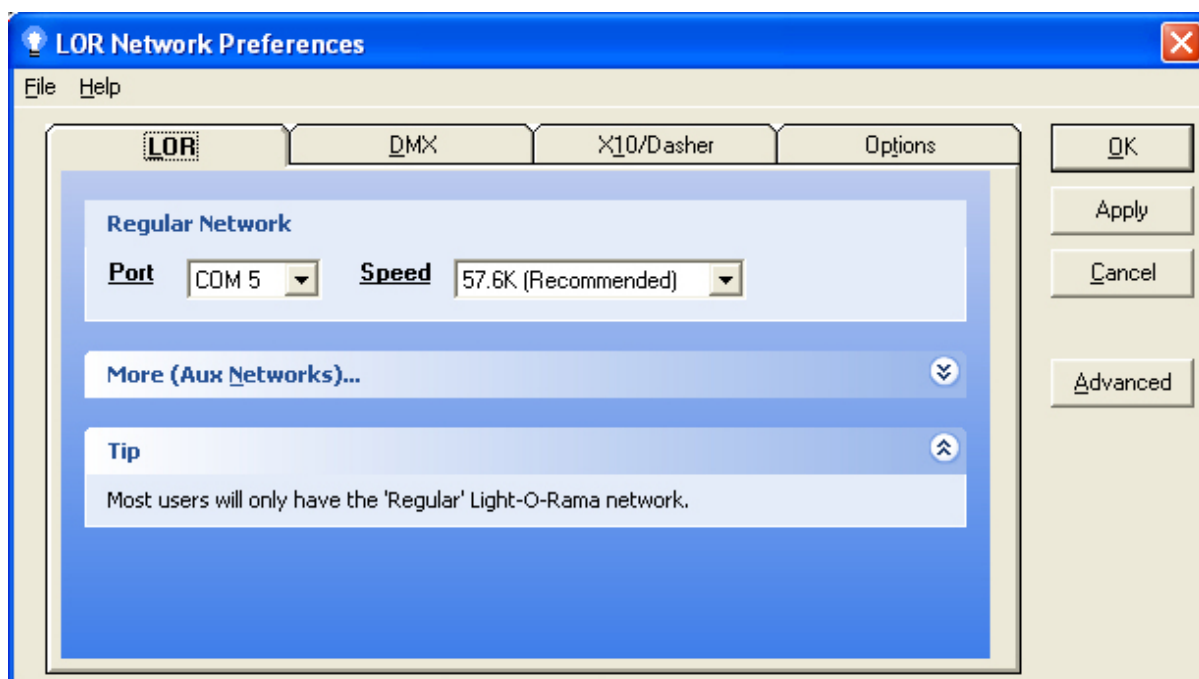 LOR Network Preferences
File Help
LOR DMX X10/Dasher Options
OK
Apply
Cancel
Advanced
Regular Network
Port COM 5 Speed 57.6K (Recommended)
More (Aux Networks)...
Tip
Most users will only have the 'Regular' Light-O-Rama network.